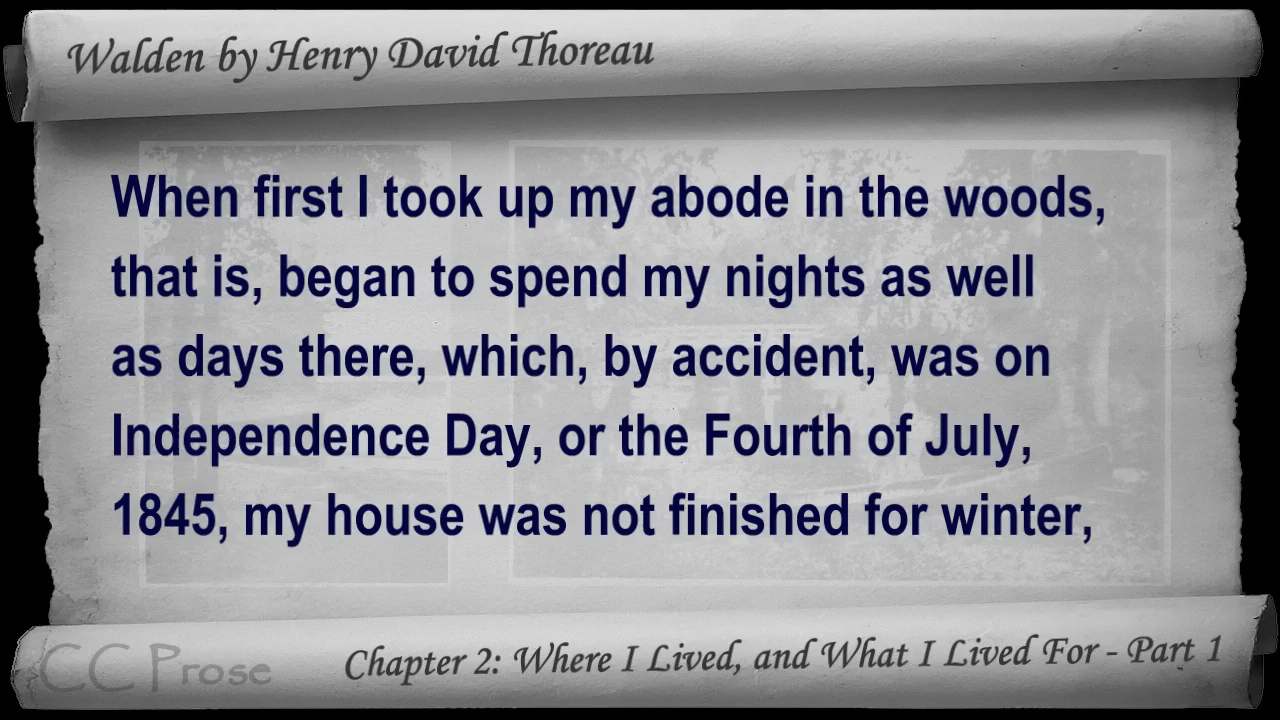 Walden by Henry David Thoreau
When first I took up my abode in the woods,
that is, began to spend my nights as well
as days there, which, by accident, was on
Independence Day, or the Fourth of July,
1845, my house was not finished for winter,
CC Prose
Chapter 2: Where I Lived, and What I Lived For - Part 1